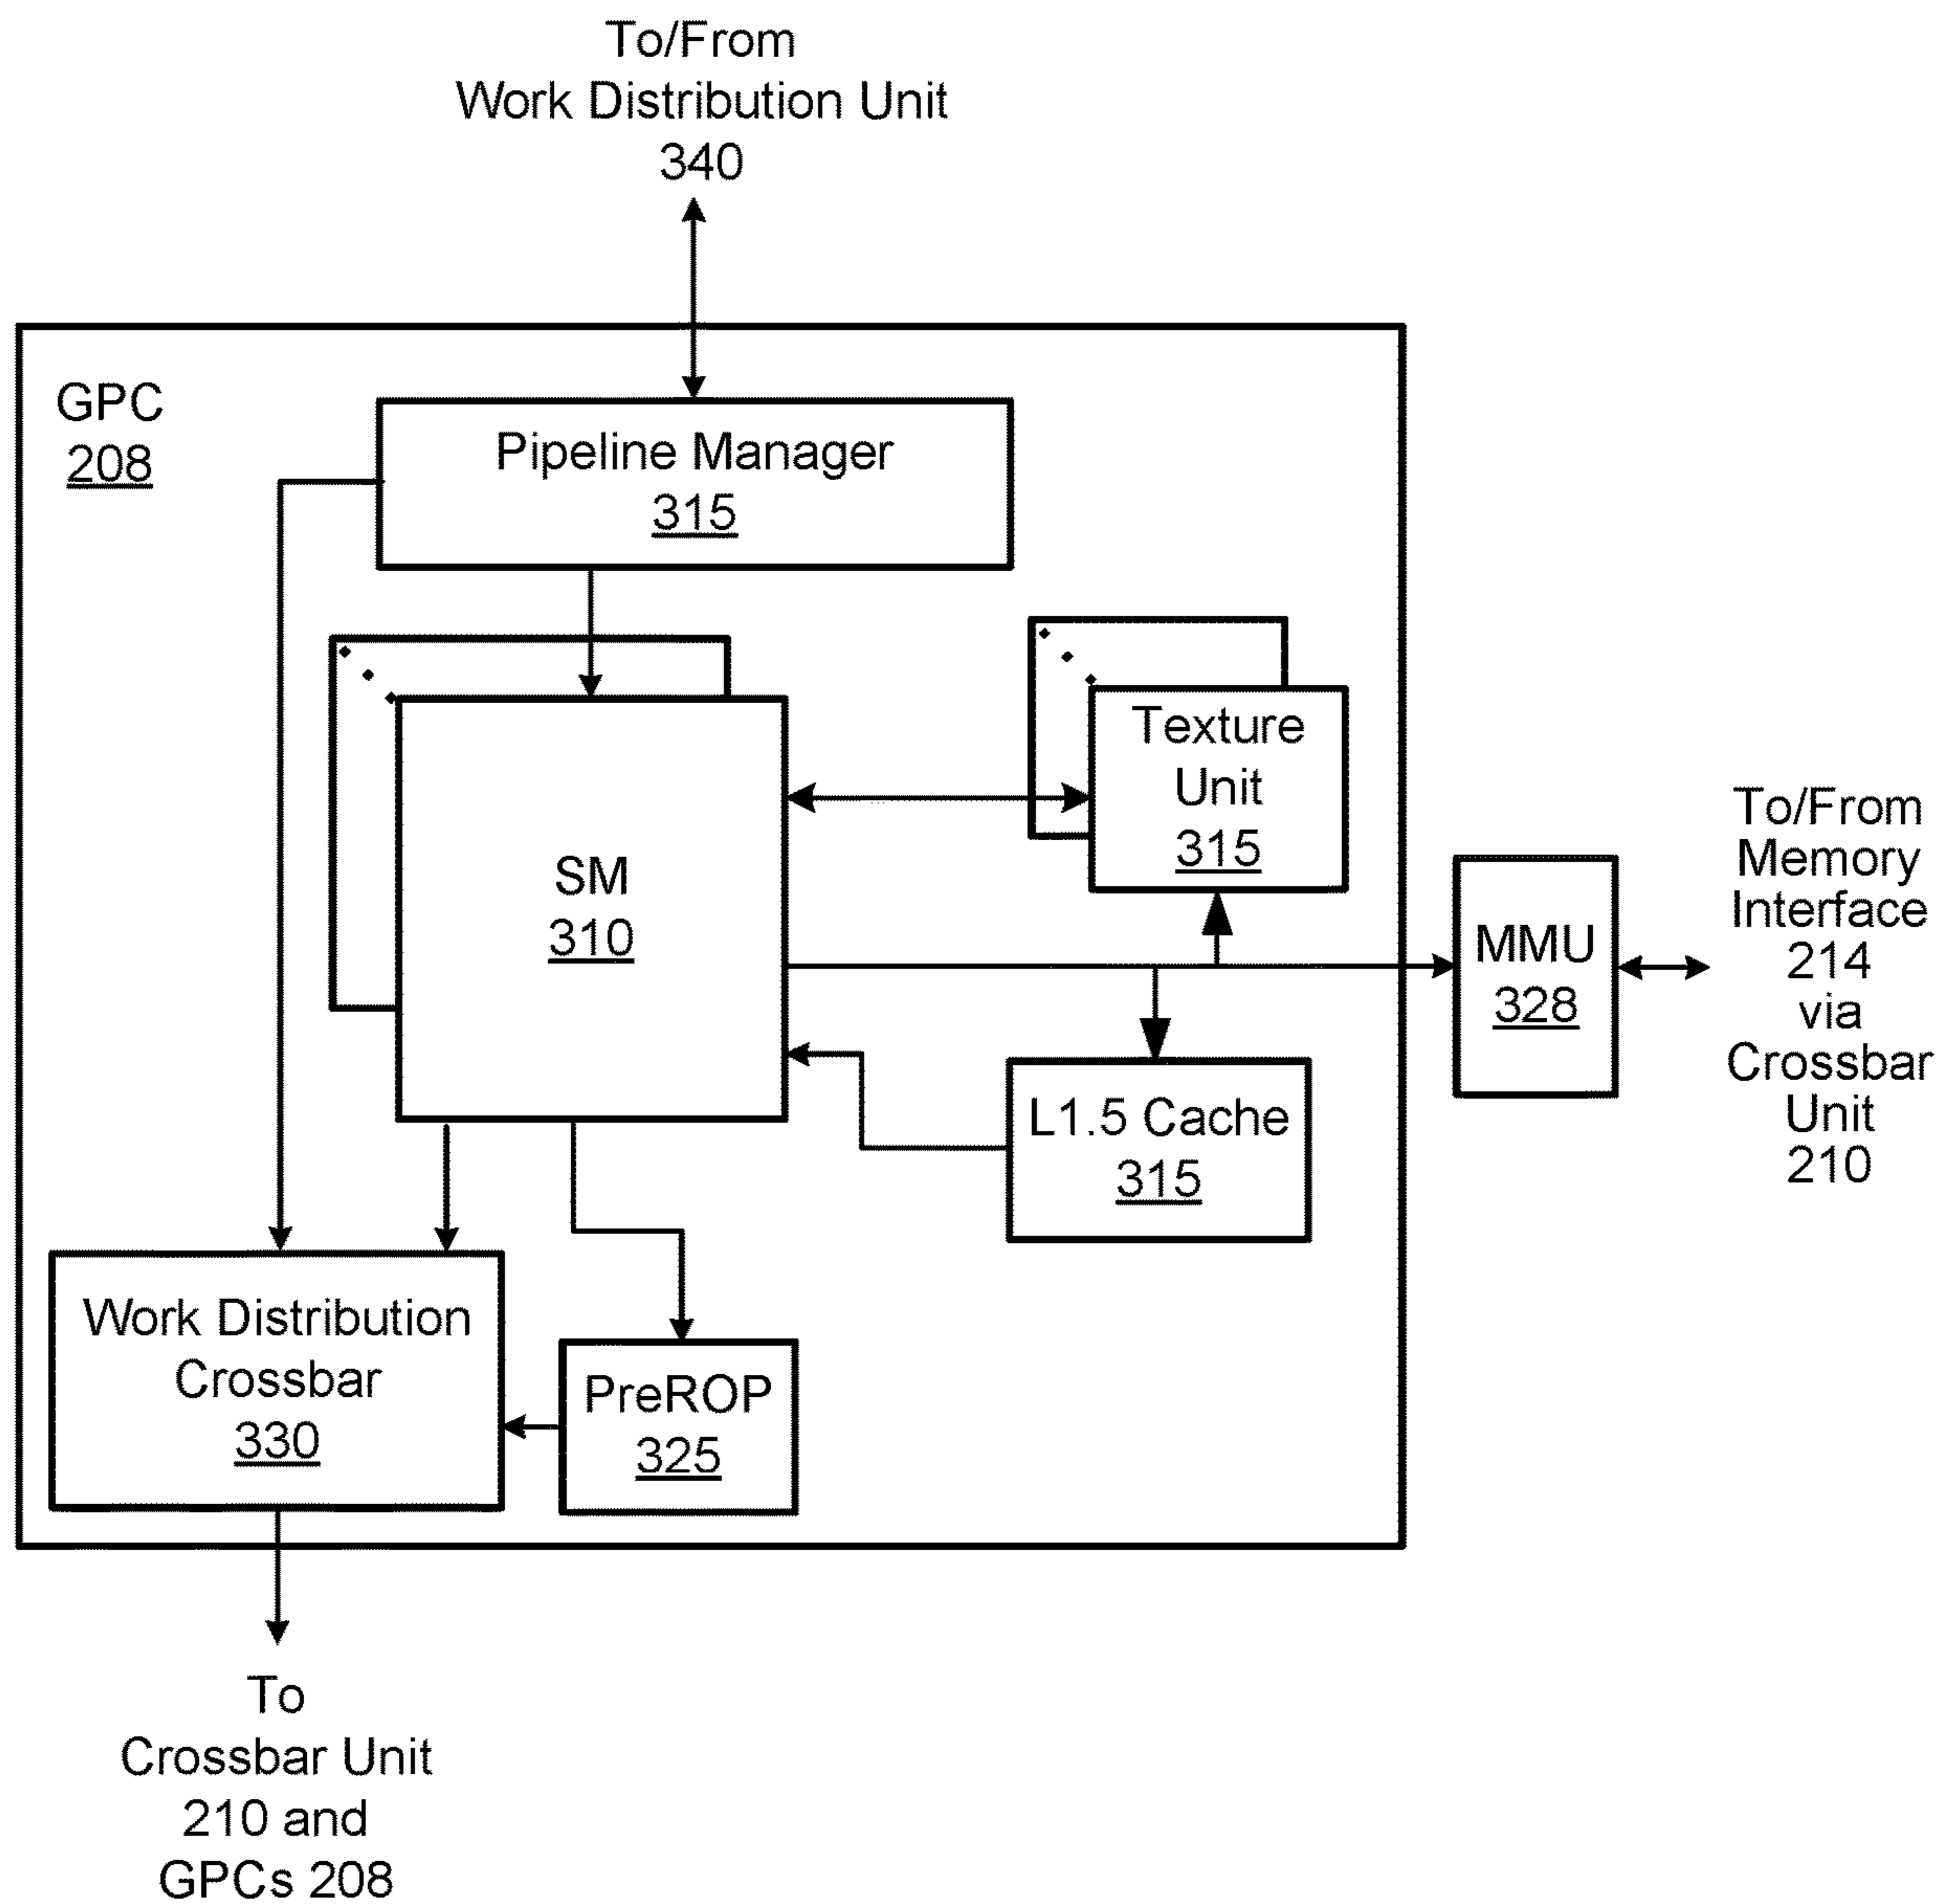 To/From
Work Distribution Unit
340
GPC
208
Pipeline Manager
315
Texture
Unit
315
SM
310
To/From
Memory
Interface
214
via
Crossbar
Unit
210
MMU
328
L1.5 Cache
315
Work Distribution
Crossbar
330
PreROP
325
To
Crossbar Unit
210 and
GPCs 208